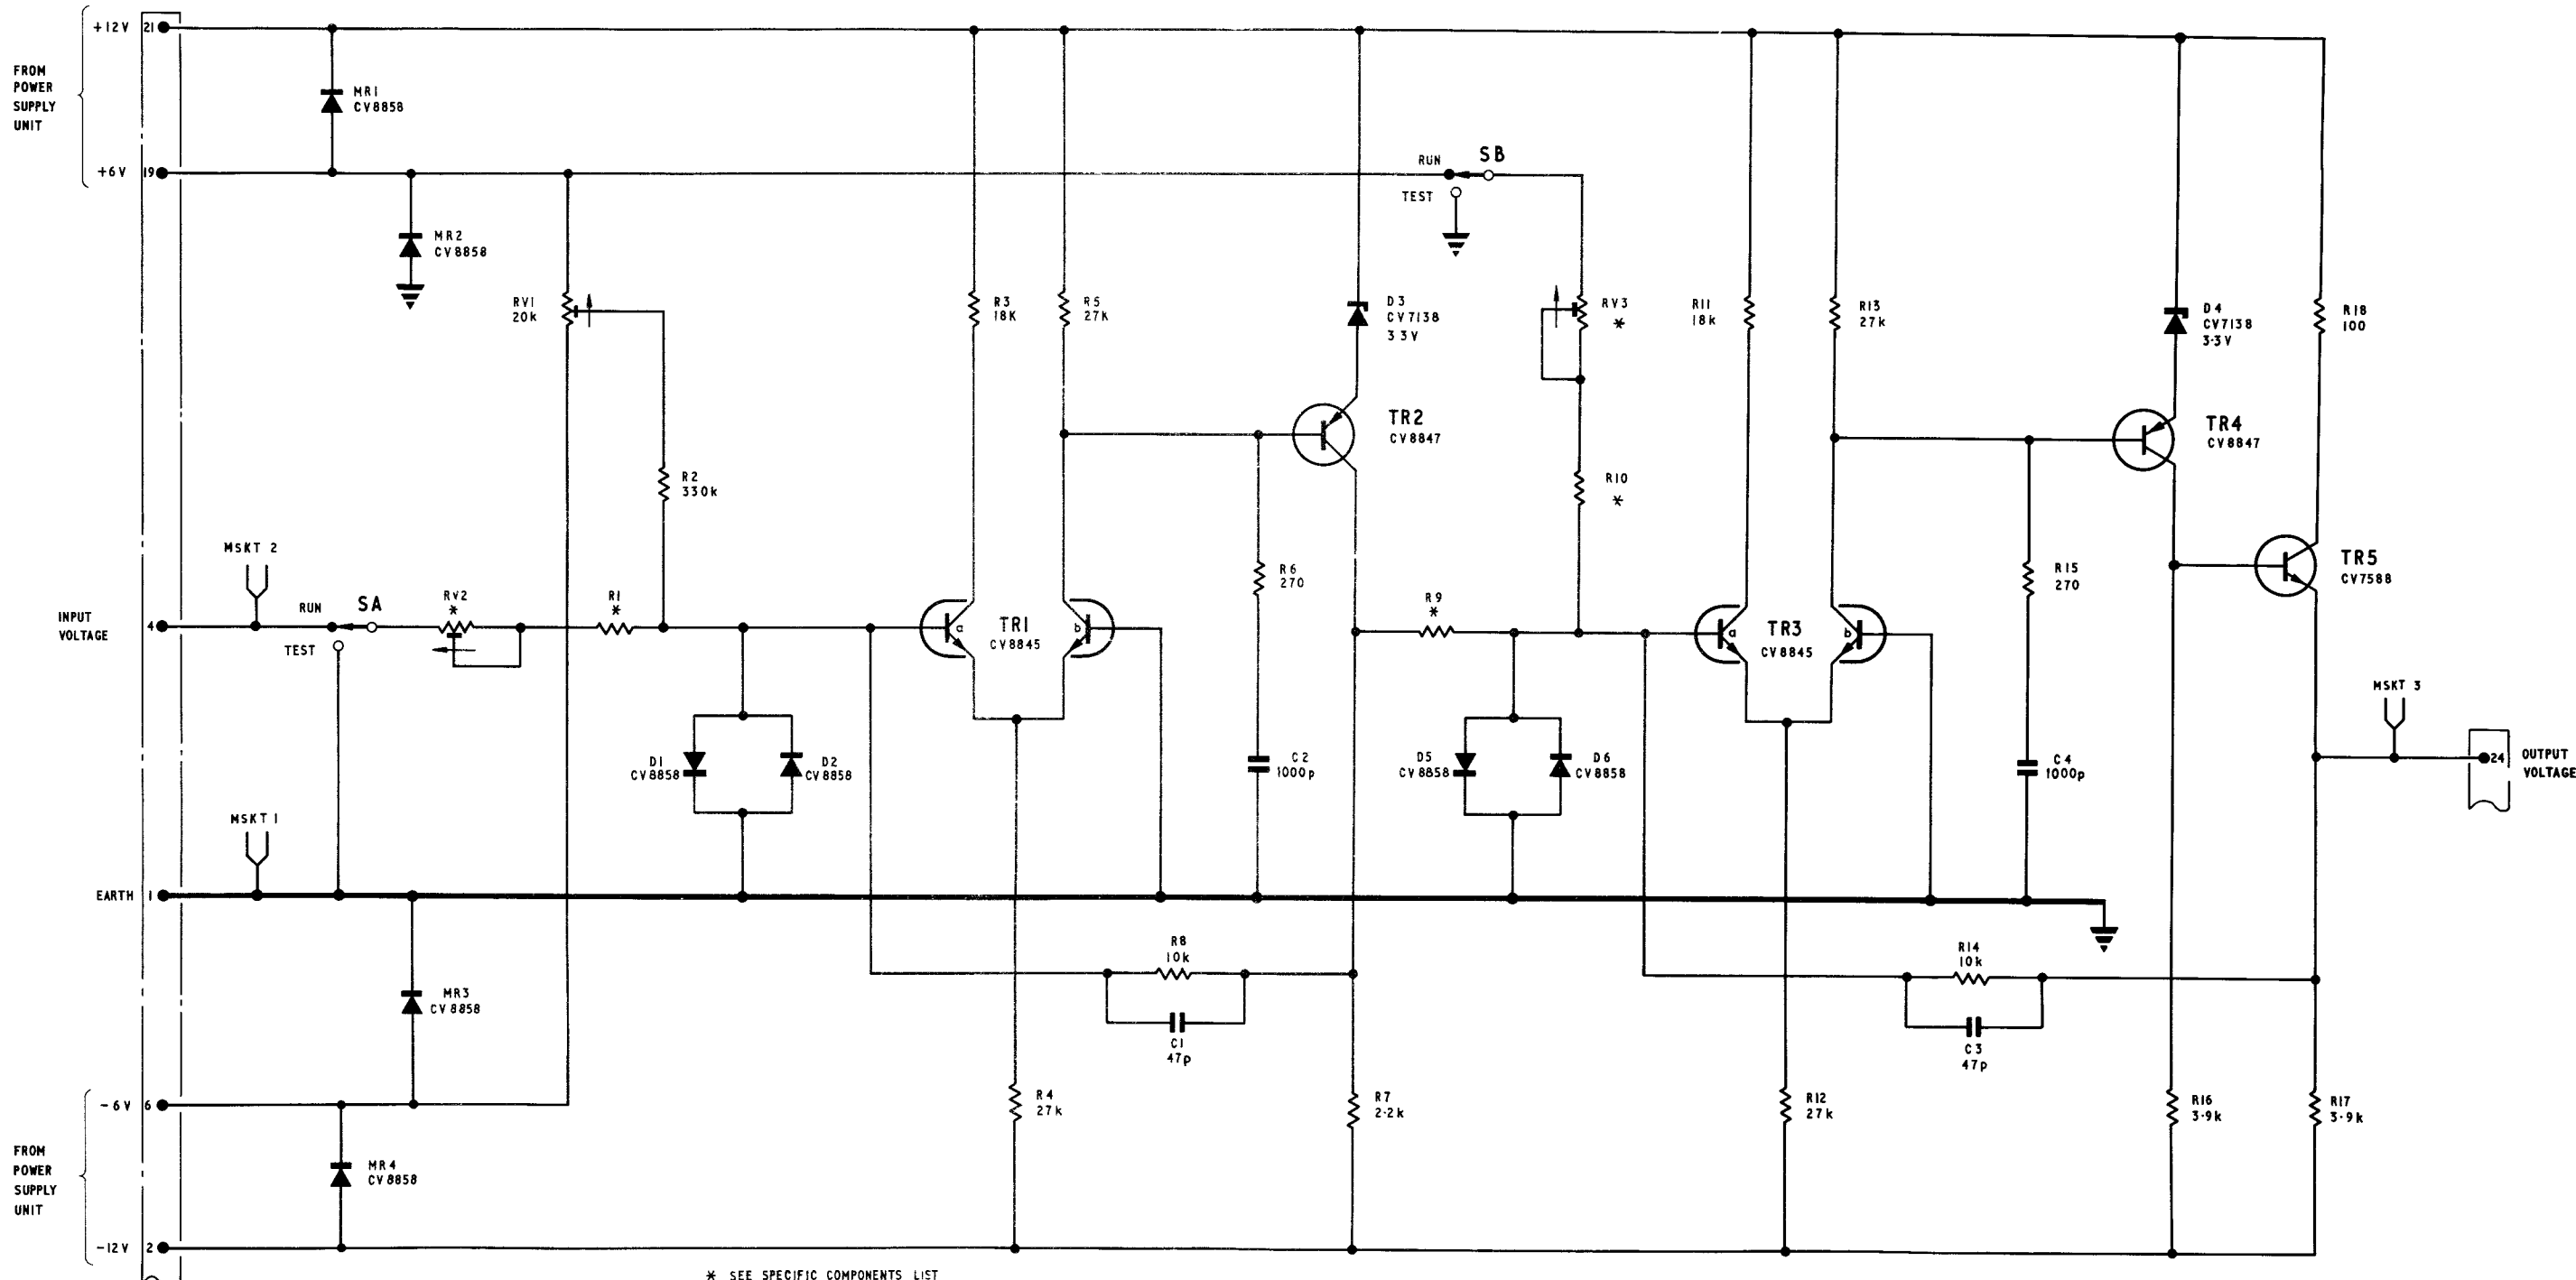 +12V 21
FROM
POWER
SUPPLY
UNIT
MR1
CV8858
+6V 19
RUN SB
TEST
MR2
CV8858
RV1
20k
R3
18K
R5
27K
D3
CV7138
3.3V
RV3
*
R11
18k
R13
27k
D4
CV7138
3·3V
R18
100
TR2
CV8847
TR4
CV8847
R2
330k
R10
*
MSKT 2
R6
270
R15
270
TR5
CV7588
INPUT
VOLTAGE
4
RUN SA
TEST
RV2
*
R1
*
a TR1 b
CV8845
R9
*
a TR3 b
CV8845
MSKT 3
D1
CV8858
D2
CV8858
C2
1000p
D5
CV8858
D6
CV8858
C4
1000p
24 OUTPUT
VOLTAGE
MSKT 1
EARTH 1
R8
10k
R14
10k
MR3
CV8858
C1
47p
C3
47p
-6V 6
R4
27k
R7
2·2k
R12
27k
R16
3·9k
R17
3·9k
FROM
POWER
SUPPLY
UNIT
MR4
CV8858
-12V 2
* SEE SPECIFIC COMPONENTS LIST